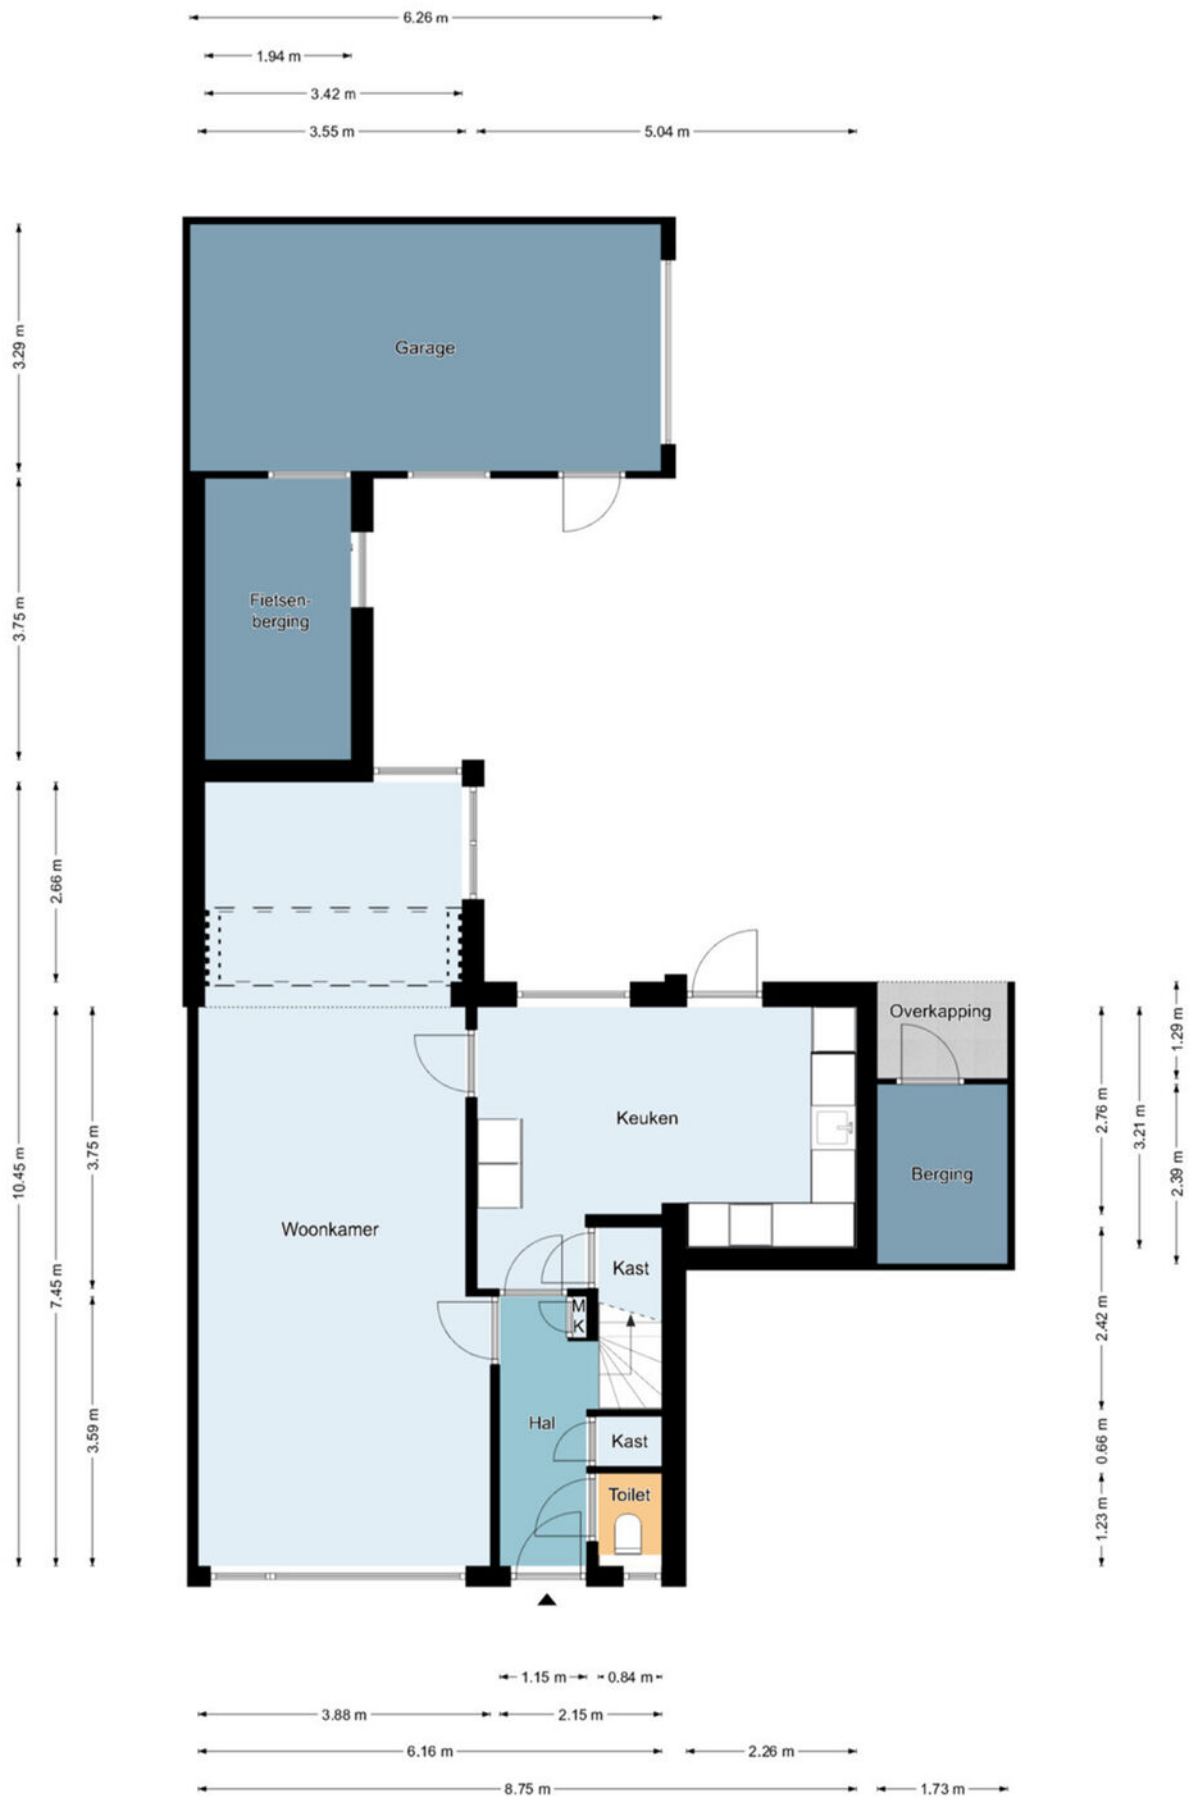 6.26 m
1.94 m
3.42 m
3.55 m
5.04 m
3.29 m
Garage
3.75 m
Fietsen-
berging
2.66 m
Overkapping
1.29 m
10.45 m
7.45 m
3.75 m
Keuken
2.76 m
3.21 m
2.39 m
Berging
Woonkamer
Kast
M
K
2.42 m
3.59 m
Hal
Kast
0.66 m
Toilet
1.23 m
1.15 m
0.84 m
3.88 m
2.15 m
6.16 m
2.26 m
8.75 m
1.73 m